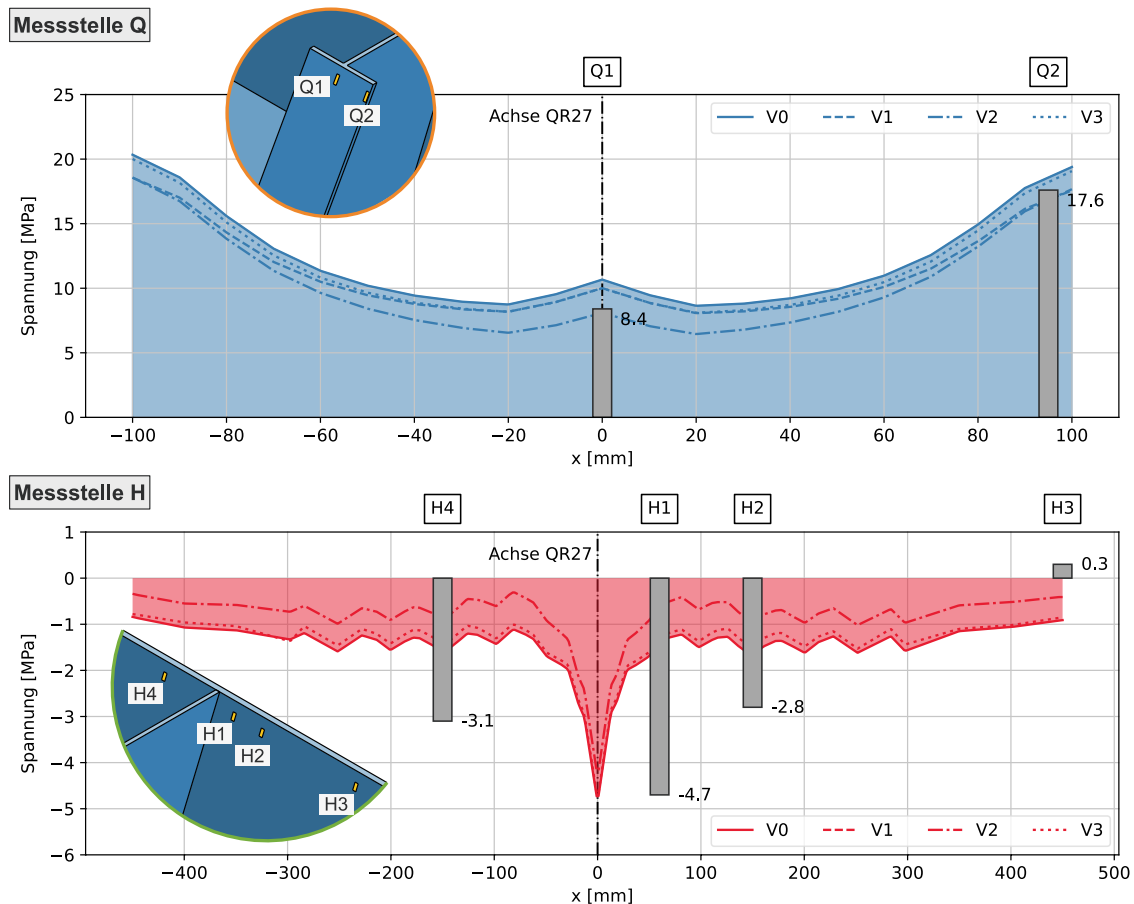 Messstelle Q
Q1
Q2
Q1
Q2
Achse QR27
V0 V1 V2 V3
25
20
15
10
5
0
Spannung [MPa]
17.6
8.4
−100 −80 −60 −40 −20 0 20 40 60 80 100
x [mm]
Messstelle H
H4 H1 H2 H3
Achse QR27
1
0
−1
−2
−3
−4
−5
−6
Spannung [MPa]
0.3
-3.1
-2.8
-4.7
H4
H1
H2
H3
V0 V1 V2 V3
−400 −300 −200 −100 0 100 200 300 400 500
x [mm]